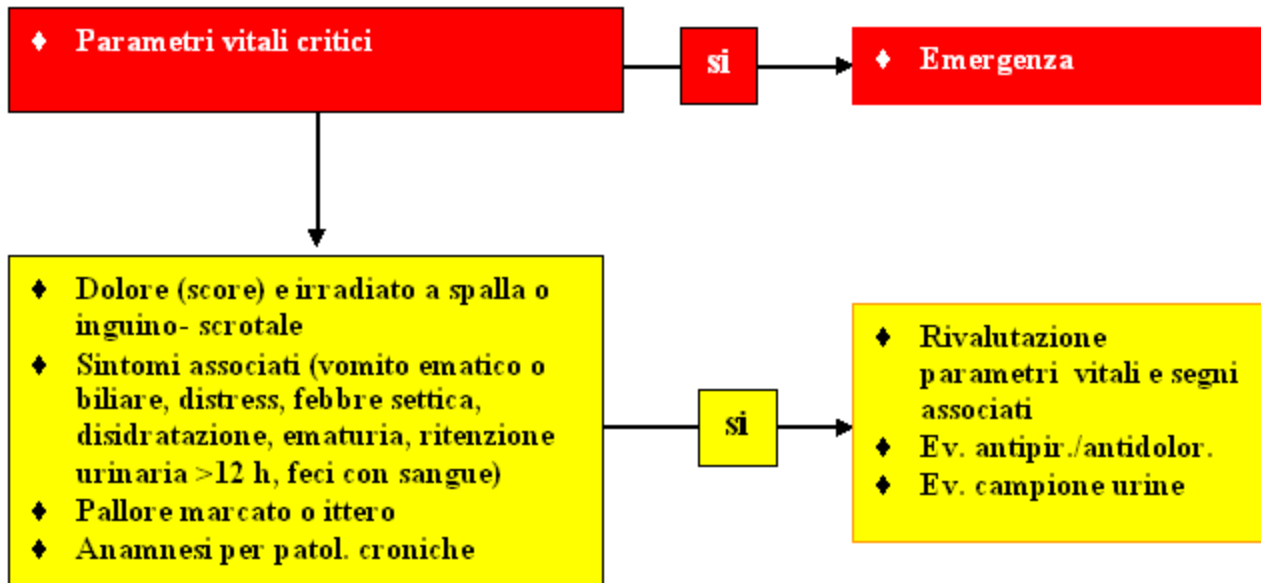 ♦ Parametri vitali critici
si
♦ Emergenza
♦ Dolore (score) e irradiato a spalla o
inguino- scrotale
♦ Sintomi associati (vomito ematico o
biliare, distress, febbre settica,
disidratazione, ematuria, ritenzione
urinaria >12 h, feci con sangue)
♦ Pallore marcato o ittero
♦ Anamnesi per patol. croniche
si
♦ Rivalutazione
parametri vitali e segni
associati
♦ Ev. antipir./antidolor.
♦ Ev. campione urine